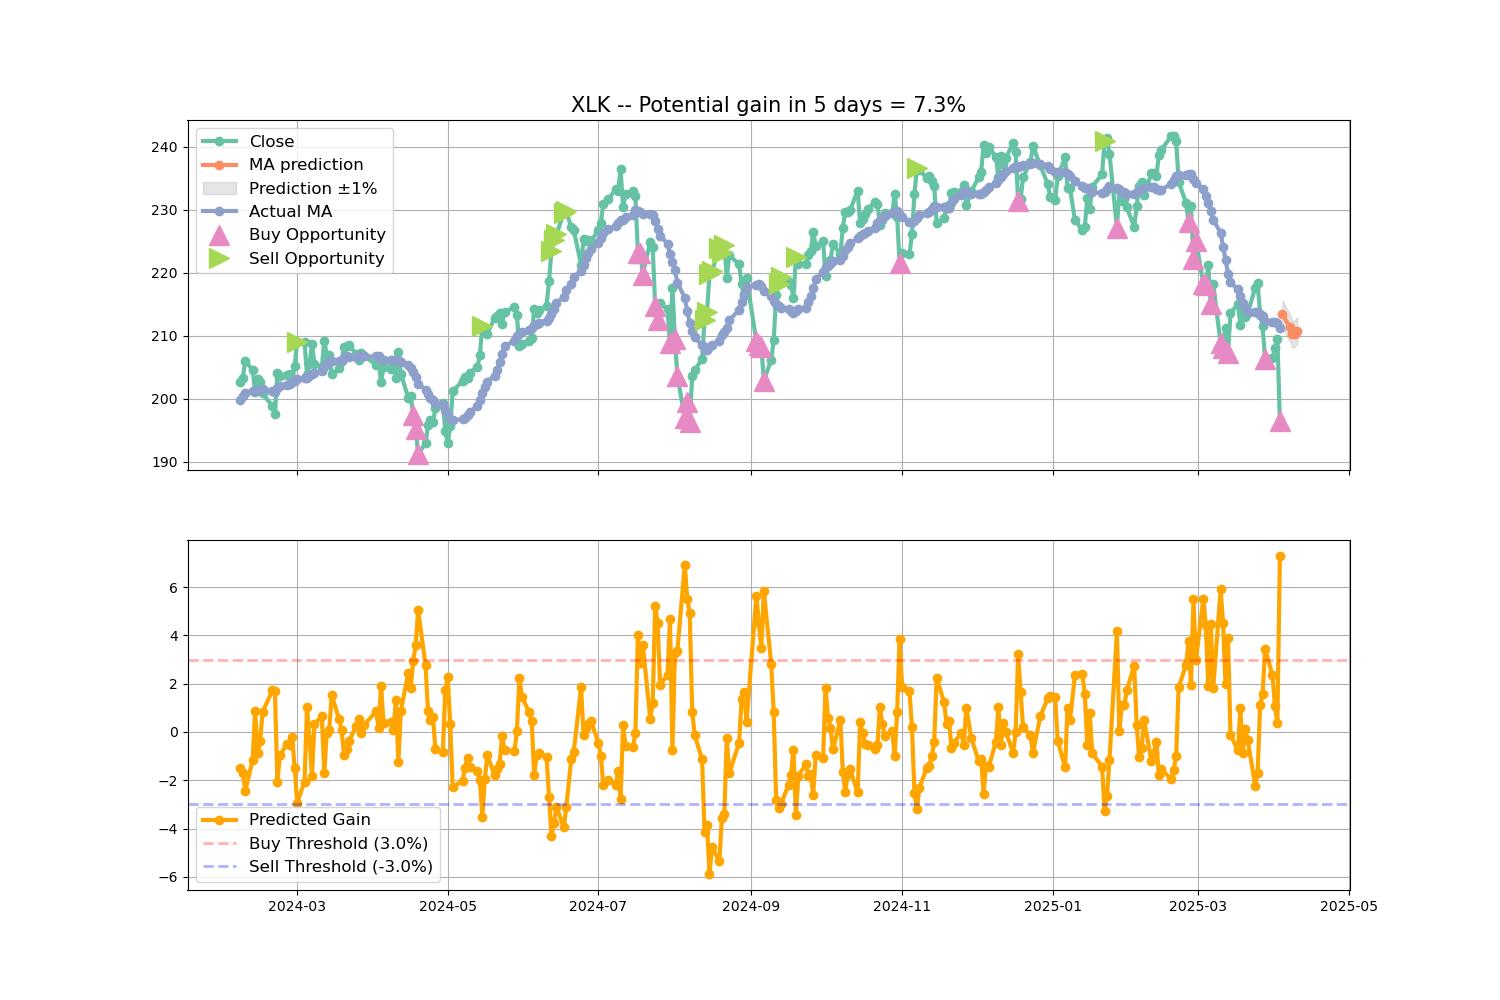 XLK -- Potential gain in 5 days = 7.3%
240
230
220
210
200
190
Close
MA prediction
Prediction ±1%
Actual MA
Buy Opportunity
Sell Opportunity
6
4
2
0
−2
−4
−6
Predicted Gain
Buy Threshold (3.0%)
Sell Threshold (-3.0%)
2024-03 2024-05 2024-07 2024-09 2024-11 2025-01 2025-03 2025-05